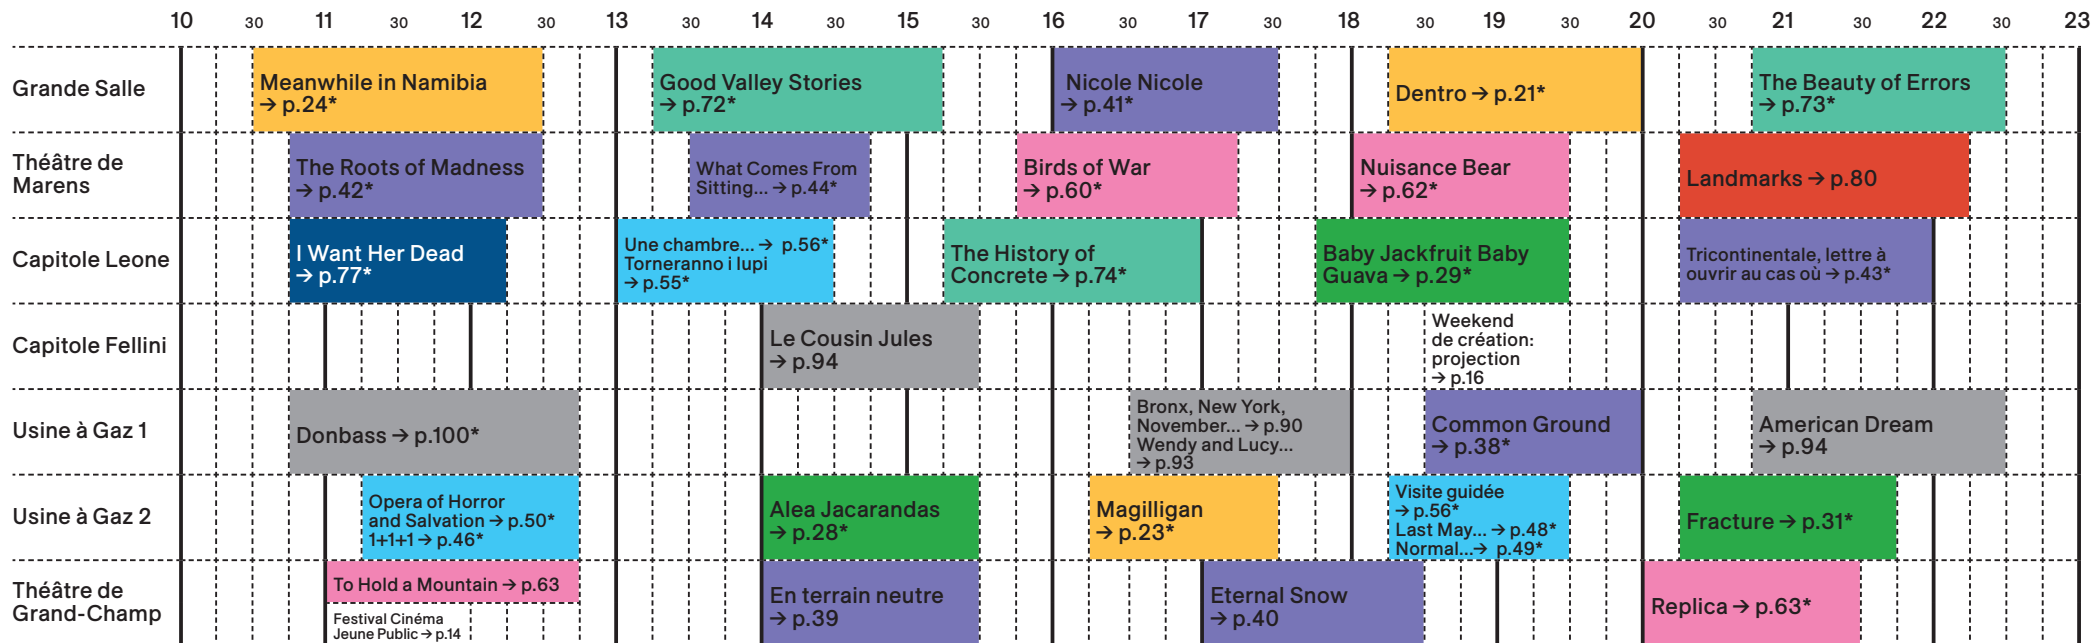 10 30 11 30 12 30 13 30 14 30 15 30 16 30 17 30 18 30 19 30 20 30 21 30 22 30 23
Grande Salle
Meanwhile in Namibia
→ p.24*
Good Valley Stories
→ p.72*
Nicole Nicole
→ p.41*
Dentro → p.21*
The Beauty of Errors
→ p.73*
Théâtre de
Marens
The Roots of Madness
→ p.42*
What Comes From
Sitting... → p.44*
Birds of War
→ p.60*
Nuisance Bear
→ p.62*
Landmarks → p.80
Capitole Leone
I Want Her Dead
→ p.77*
Une chambre... → p.56*
Torneranno i lupi
→ p.55*
The History of
Concrete → p.74*
Baby Jackfruit Baby
Guava → p.29*
Tricontinentale, lettre à
ouvrir au cas où → p.43*
Capitole Fellini
Le Cousin Jules
→ p.94
Weekend
de création:
projection
→ p.16
Usine à Gaz 1
Donbass → p.100*
Bronx, New York,
November... → p.90
Wendy and Lucy...
→ p.93
Common Ground
→ p.38*
American Dream
→ p.94
Usine à Gaz 2
Opera of Horror
and Salvation → p.50*
1+1+1 → p.46*
Alea Jacarandas
→ p.28*
Magilligan
→ p.23*
Visite guidée
→ p.56*
Last May... → p.48*
Normal...→ p.49*
Fracture → p.31*
Théâtre de
Grand-Champ
To Hold a Mountain → p.63
Festival Cinéma
Jeune Public → p.14
En terrain neutre
→ p.39
Eternal Snow
→ p.40
Replica → p.63*